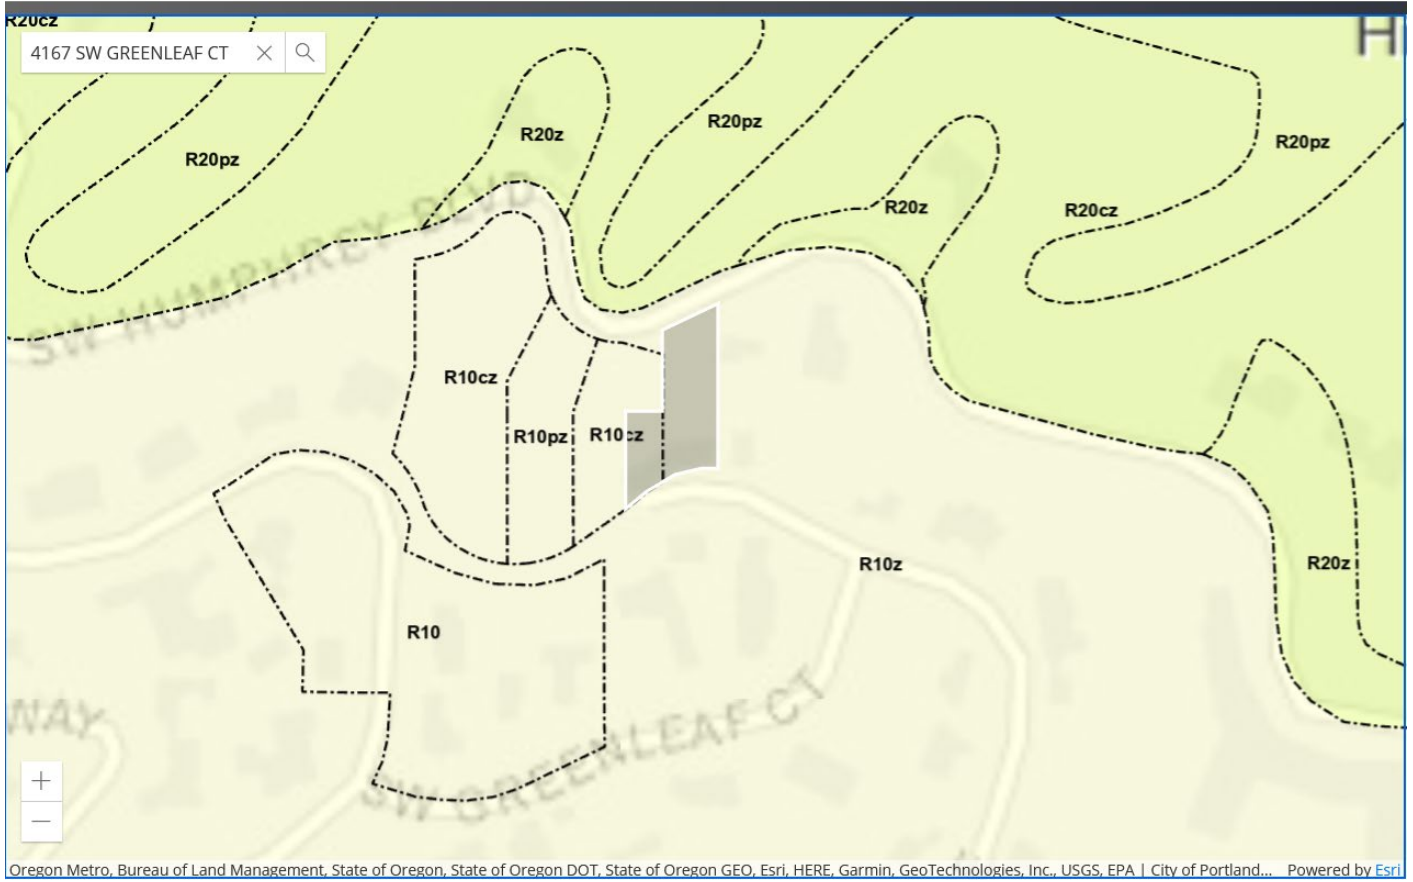 R20cz
H
4167 SW GREENLEAF CT
R20pz
R20z
R20pz
R20z
R20cz
R20pz
SW HUMPHREY BLVD
R10cz
R10pz
R10cz
R10z
R20z
R10
SW GREENLEAF CT
WAY
Oregon Metro, Bureau of Land Management, State of Oregon, State of Oregon DOT, State of Oregon GEO, Esri, HERE, Garmin, GeoTechnologies, Inc., USGS, EPA | City of Portland... Powered by Esri